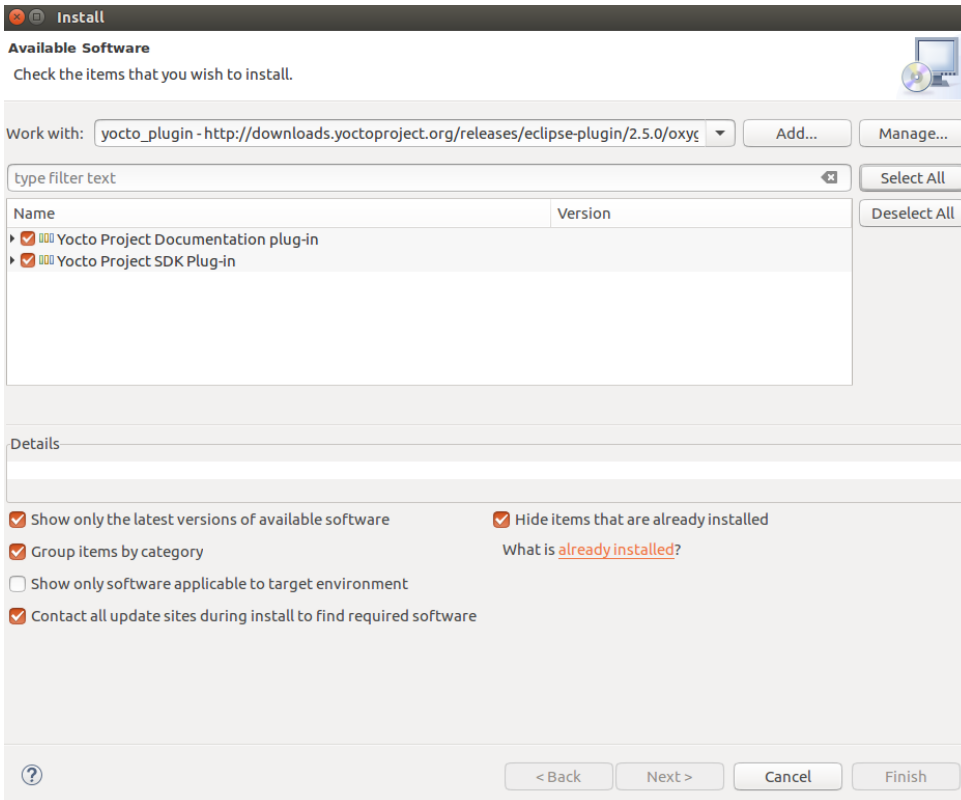 Install
Available Software
Check the items that you wish to install.
Work with: yocto_plugin - http://downloads.yoctoproject.org/releases/eclipse-plugin/2.5.0/oxyg Add... Manage...
type filter text Select All
Name Version Deselect All
Yocto Project Documentation plug-in
Yocto Project SDK Plug-in
Details
Show only the latest versions of available software Hide items that are already installed
Group items by category What is already installed?
Show only software applicable to target environment
Contact all update sites during install to find required software
? < Back Next > Cancel Finish